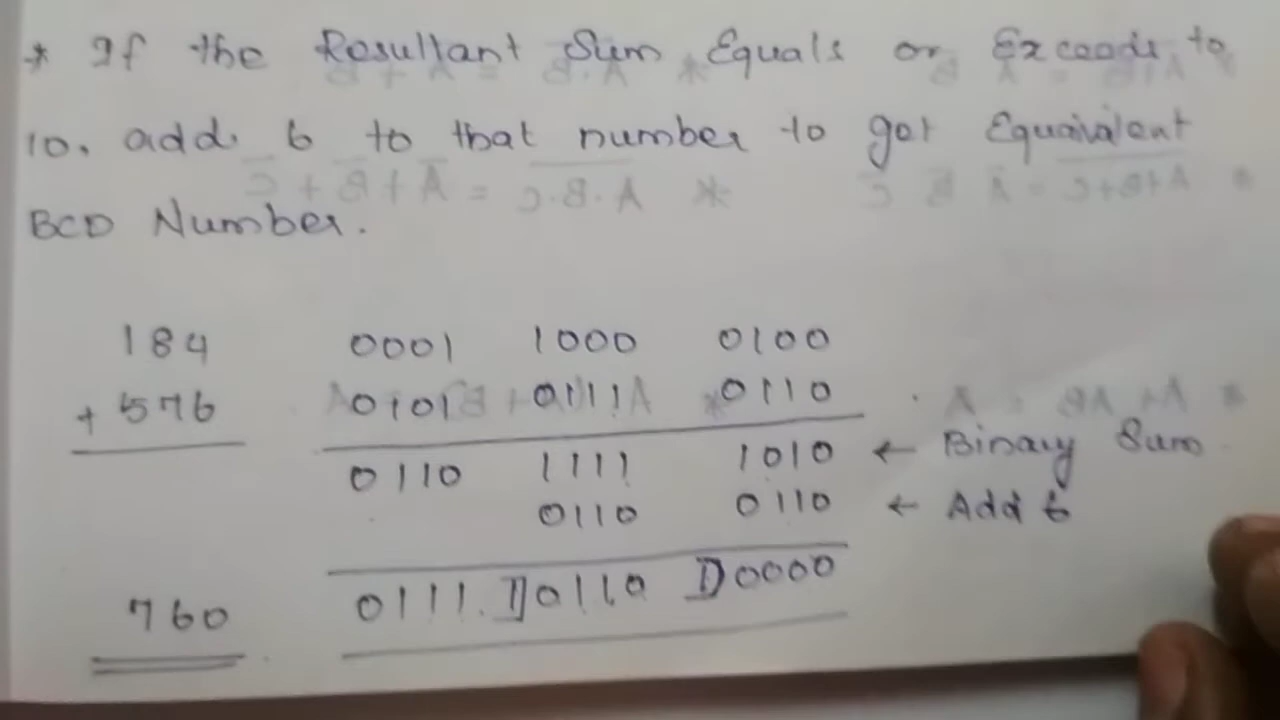 * If the Resultant Sum Equals or Exceeds to
10. add 6 to that number to get Equaivalent
BCD Number.
184 0001 1000 0100
+ 576 0101 0111 0110
0110 1111 1010 ← Binary Sum
0110 0110 ← Add 6
760 0111. 1]0110 1]0000